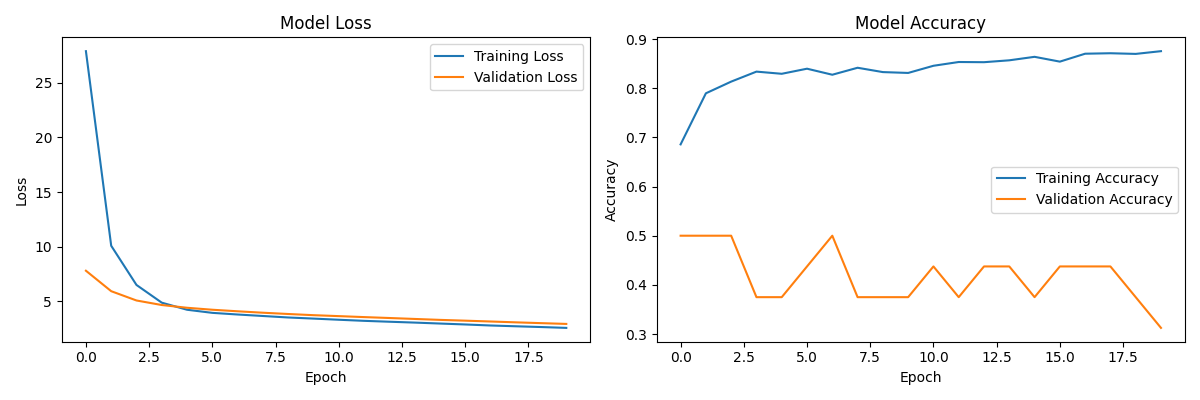 Model Loss
Training Loss
Validation Loss
25
20
15
10
5
Loss
0.0 2.5 5.0 7.5 10.0 12.5 15.0 17.5
Epoch
Model Accuracy
0.9
0.8
0.7
0.6
0.5
0.4
0.3
Accuracy
Training Accuracy
Validation Accuracy
0.0 2.5 5.0 7.5 10.0 12.5 15.0 17.5
Epoch